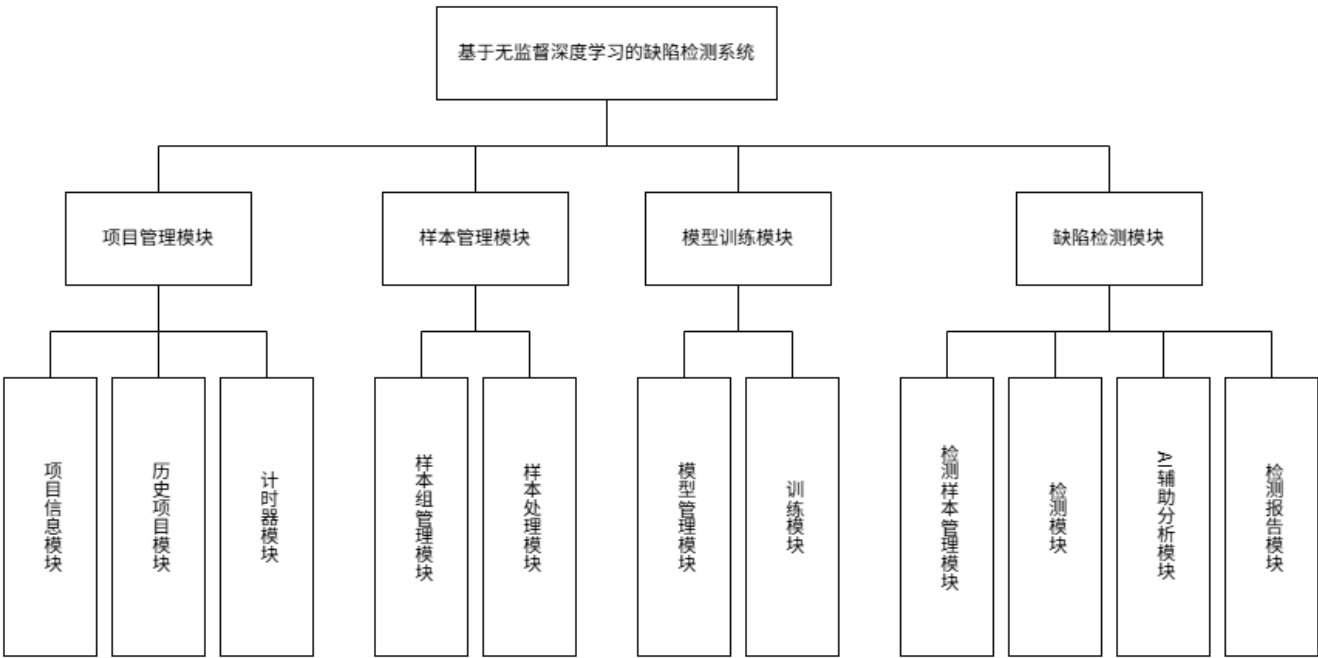 基于无监督深度学习的缺陷检测系统
项目管理模块
样本管理模块
模型训练模块
缺陷检测模块
项目信息模块
历史项目模块
计时器模块
样本组管理模块
样本处理模块
模型管理模块
训练模块
检测样本管理模块
检测模块
AI辅助分析模块
检测报告模块